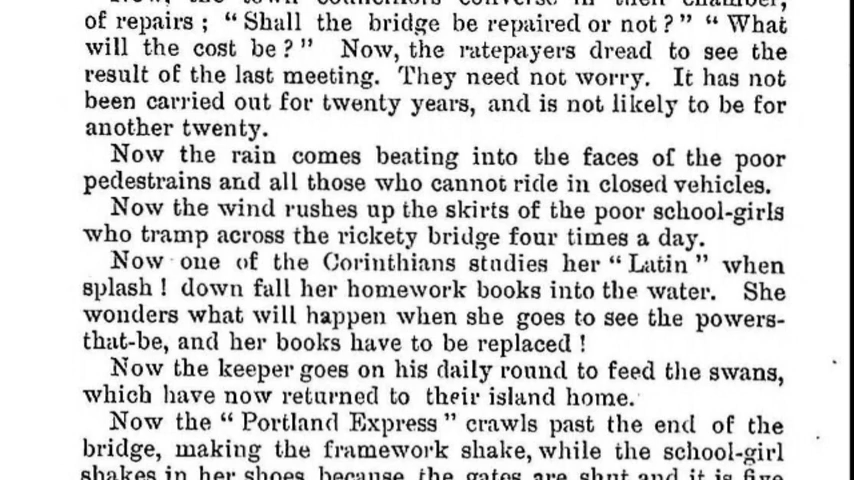 Now, the town councillors converse in their chamber,
of repairs ; “ Shall the bridge be repaired or not ? ” “ What
will the cost be ? ” Now, the ratepayers dread to see the
result of the last meeting. They need not worry. It has not
been carried out for twenty years, and is not likely to be for
another twenty.
Now the rain comes beating into the faces of the poor
pedestrains and all those who cannot ride in closed vehicles.
Now the wind rushes up the skirts of the poor school-girls
who tramp across the rickety bridge four times a day.
Now one of the Corinthians studies her “ Latin ” when
splash ! down fall her homework books into the water. She
wonders what will happen when she goes to see the powers-
that-be, and her books have to be replaced !
Now the keeper goes on his daily round to feed the swans,
which have now returned to their island home.
Now the “ Portland Express ” crawls past the end of the
bridge, making the framework shake, while the school-girl
shakes in her shoes because the gates are shut and it is five